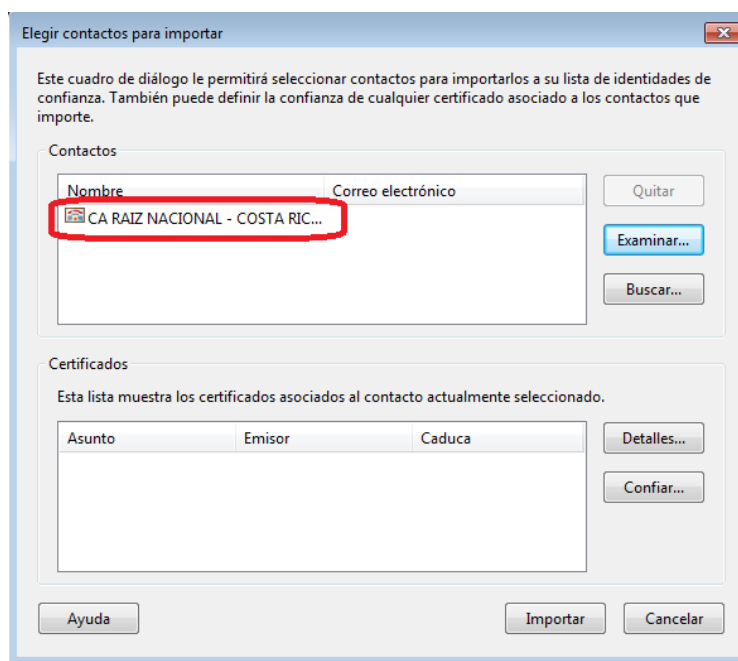 Elegir contactos para importar
Este cuadro de diálogo le permitirá seleccionar contactos para importarlos a su lista de identidades de
confianza. También puede definir la confianza de cualquier certificado asociado a los contactos que
importe.
Contactos
Nombre Correo electrónico
CA RAIZ NACIONAL - COSTA RIC...
Quitar
Examinar...
Buscar...
Certificados
Esta lista muestra los certificados asociados al contacto actualmente seleccionado.
Asunto Emisor Caduca
Detalles...
Confiar...
Ayuda Importar Cancelar